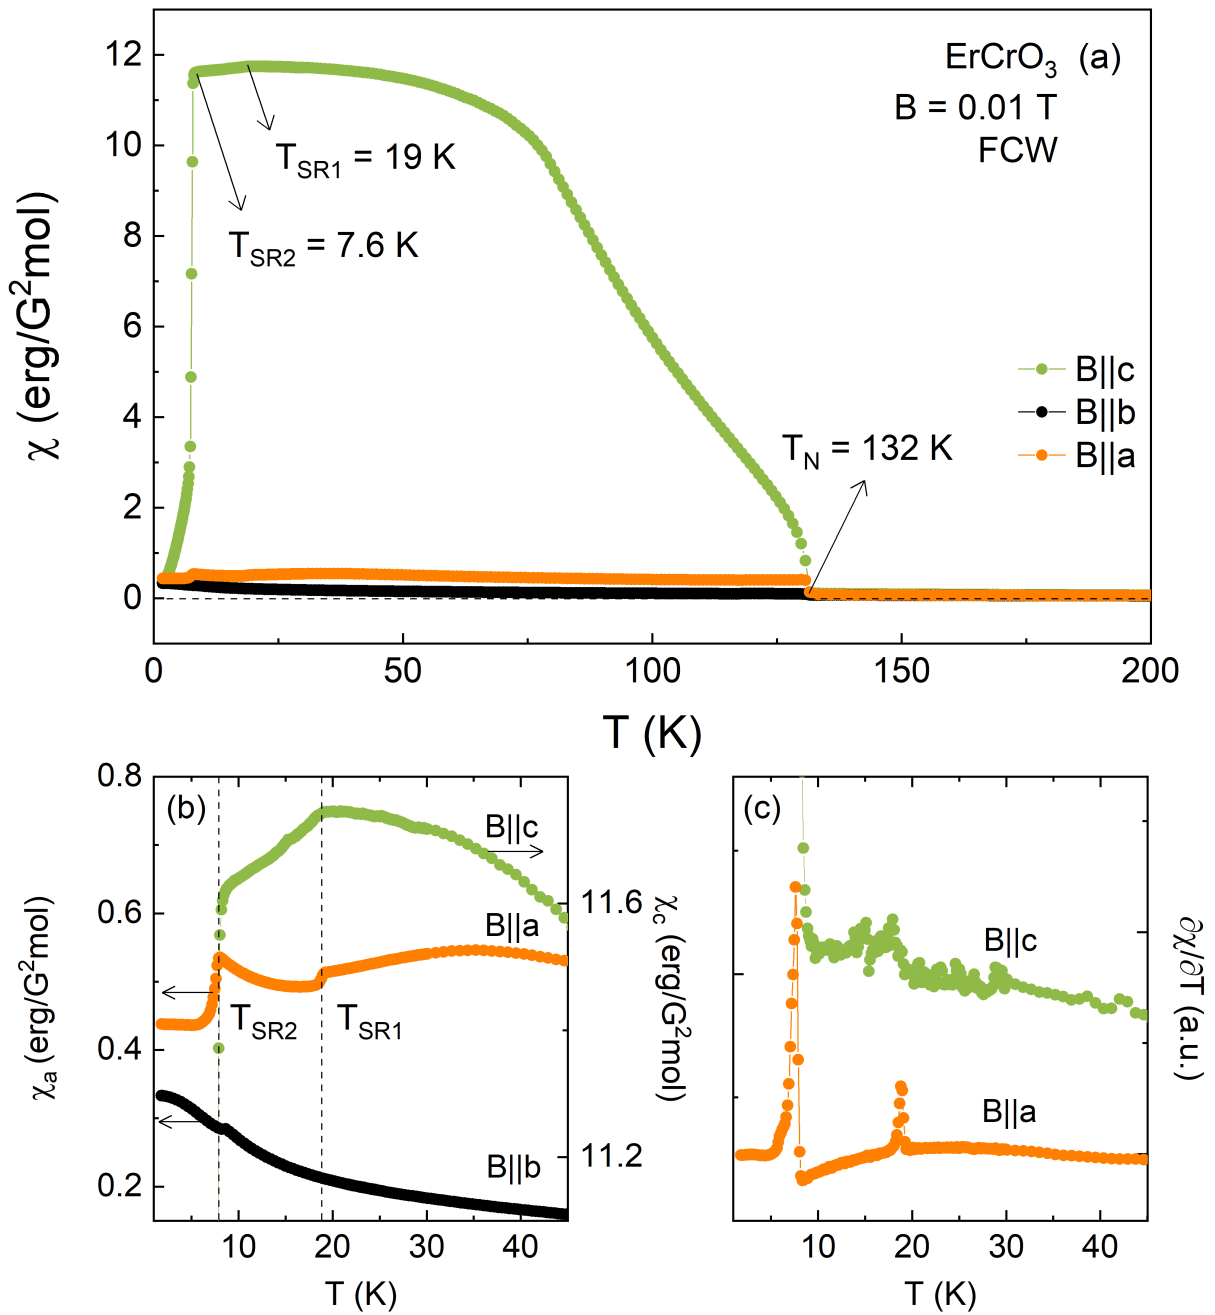 12
10
8
6
4
2
0
χ (erg/G²mol)
ErCrO₃ (a)
B = 0.01 T
FCW
T_SR1 = 19 K
T_SR2 = 7.6 K
B||c
B||b
B||a
T_N = 132 K
0 50 100 150 200
T (K)
0.8
0.6
0.4
0.2
χₐ (erg/G²mol)
(b)
B||c
B||a
T_SR2 T_SR1
B||b
11.6
11.2
χ_c (erg/G²mol)
10 20 30 40
T (K)
(c)
B||c
B||a
∂χ/∂T (a.u.)
10 20 30 40
T (K)